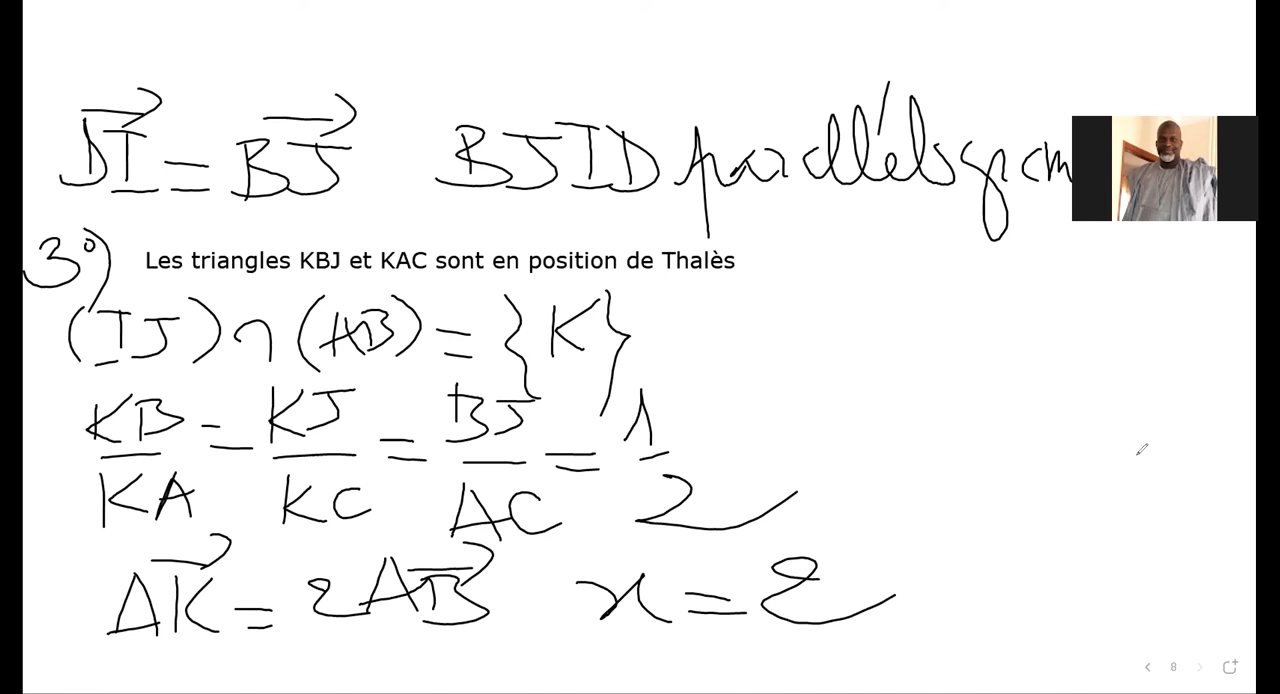 DI⃗ = BJ⃗ BJID parallélogram
3°) Les triangles KBJ et KAC sont en position de Thalès
(IJ) ∩ (AB) = {K}
KB/KA = KJ/KC = BJ/AC = 1/2
AK⃗ = 2AB⃗ x = 2
8